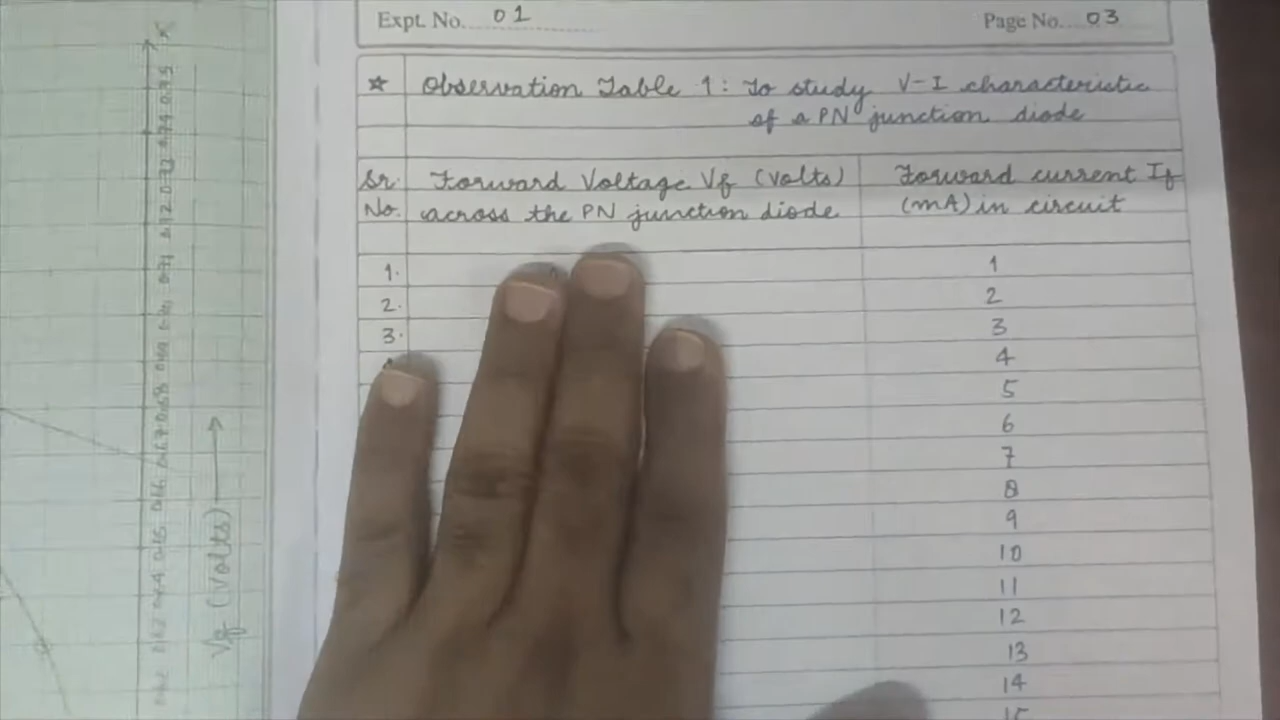 Expt. No. 01
Page No. 03
☆ Observation Table 1: To study V-I characteristic
of a PN junction diode
Sr. No.
Forward Voltage Vf (volts)
across the PN junction diode
Forward current If
(mA) in circuit
1. 1
2. 2
3. 3
4
5
6
7
8
9
10
11
12
13
14
15
Vf (volts)